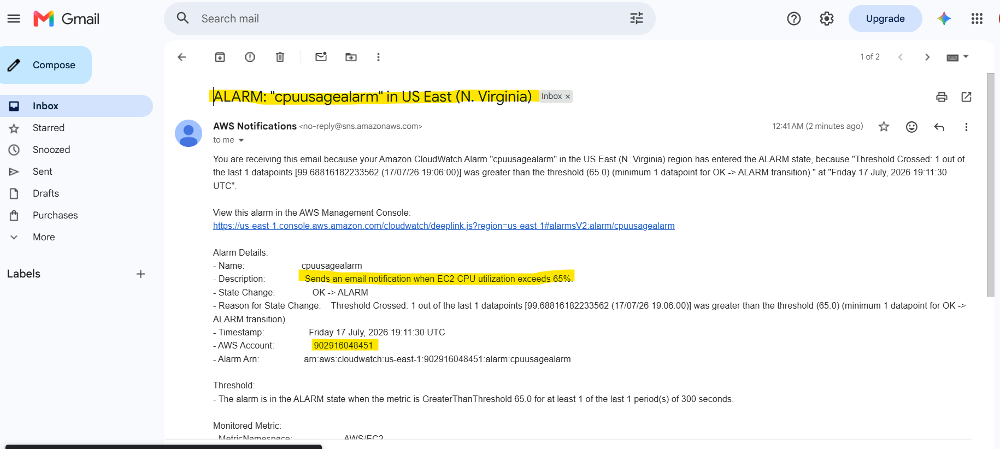 Gmail
Search mail
Upgrade
Compose
1 of 2
Inbox
Starred
Snoozed
Sent
Drafts
Purchases
More
Labels
ALARM: "cpuusagealarm" in US East (N. Virginia)
Inbox ×
AWS Notifications <no-reply@sns.amazonaws.com>
12:41 AM (2 minutes ago)
to me
You are receiving this email because your Amazon CloudWatch Alarm "cpuusagealarm" in the US East (N. Virginia) region has entered the ALARM state, because "Threshold Crossed: 1 out of
the last 1 datapoints [99.68816182233562 (17/07/26 19:06:00)] was greater than the threshold (65.0) (minimum 1 datapoint for OK -> ALARM transition)." at "Friday 17 July, 2026 19:11:30
UTC".
View this alarm in the AWS Management Console:
https://us-east-1.console.aws.amazon.com/cloudwatch/deeplink.js?region=us-east-1#alarmsV2:alarm/cpuusagealarm
Alarm Details:
- Name: cpuusagealarm
- Description: Sends an email notification when EC2 CPU utilization exceeds 65%.
- State Change: OK -> ALARM
- Reason for State Change: Threshold Crossed: 1 out of the last 1 datapoints [99.68816182233562 (17/07/26 19:06:00)] was greater than the threshold (65.0) (minimum 1 datapoint for OK ->
ALARM transition).
- Timestamp: Friday 17 July, 2026 19:11:30 UTC
- AWS Account: 902916048451
- Alarm Arn: arn:aws:cloudwatch:us-east-1:902916048451:alarm:cpuusagealarm
Threshold:
- The alarm is in the ALARM state when the metric is GreaterThanThreshold 65.0 for at least 1 of the last 1 period(s) of 300 seconds.
Monitored Metric:
- MetricNamespace: AWS/EC2